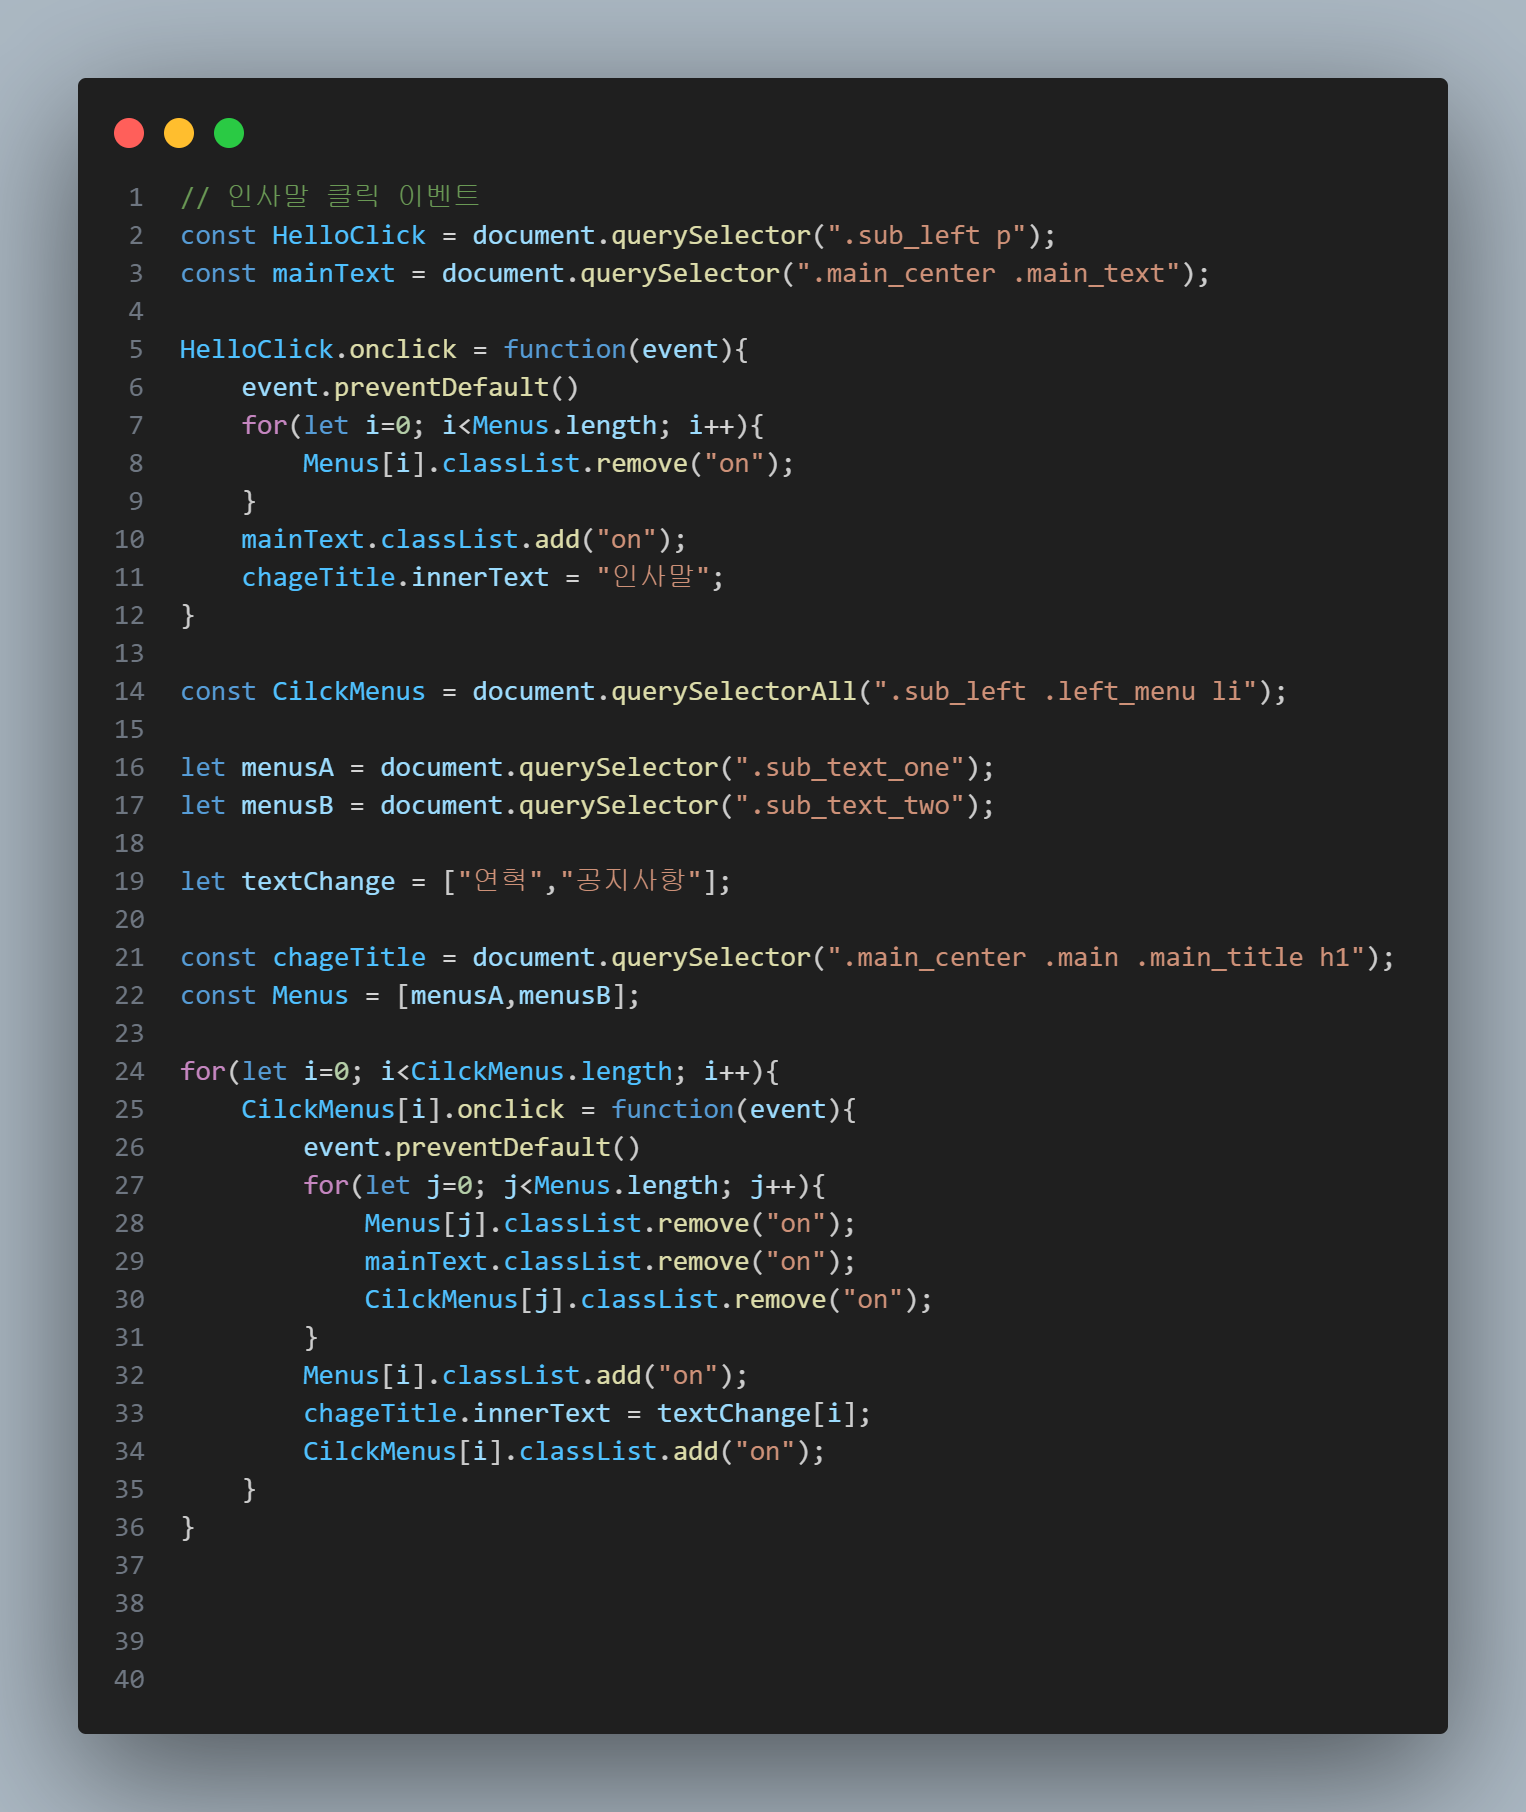 1 // 인사말 클릭 이벤트
2 const HelloClick = document.querySelector(".sub_left p");
3 const mainText = document.querySelector(".main_center .main_text");
4
5 HelloClick.onclick = function(event){
6     event.preventDefault()
7     for(let i=0; i<Menus.length; i++){
8         Menus[i].classList.remove("on");
9     }
10     mainText.classList.add("on");
11     chageTitle.innerText = "인사말";
12 }
13
14 const CilckMenus = document.querySelectorAll(".sub_left .left_menu li");
15
16 let menusA = document.querySelector(".sub_text_one");
17 let menusB = document.querySelector(".sub_text_two");
18
19 let textChange = ["연혁","공지사항"];
20
21 const chageTitle = document.querySelector(".main_center .main .main_title h1");
22 const Menus = [menusA,menusB];
23
24 for(let i=0; i<CilckMenus.length; i++){
25     CilckMenus[i].onclick = function(event){
26         event.preventDefault()
27         for(let j=0; j<Menus.length; j++){
28             Menus[j].classList.remove("on");
29             mainText.classList.remove("on");
30             CilckMenus[j].classList.remove("on");
31         }
32         Menus[i].classList.add("on");
33         chageTitle.innerText = textChange[i];
34         CilckMenus[i].classList.add("on");
35     }
36 }
37
38
39
40